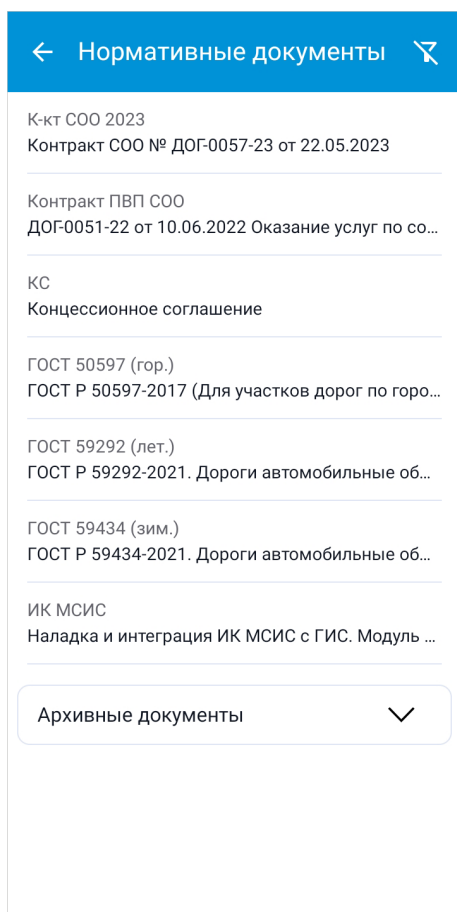 Нормативные документы
К-кт СОО 2023
Контракт СОО № ДОГ-0057-23 от 22.05.2023
Контракт ПВП СОО
ДОГ-0051-22 от 10.06.2022 Оказание услуг по со...
КС
Концессионное соглашение
ГОСТ 50597 (гор.)
ГОСТ Р 50597-2017 (Для участков дорог по горо...
ГОСТ 59292 (лет.)
ГОСТ Р 59292-2021. Дороги автомобильные об...
ГОСТ 59434 (зим.)
ГОСТ Р 59434-2021. Дороги автомобильные об...
ИК МСИС
Наладка и интеграция ИК МСИС с ГИС. Модуль ...
Архивные документы